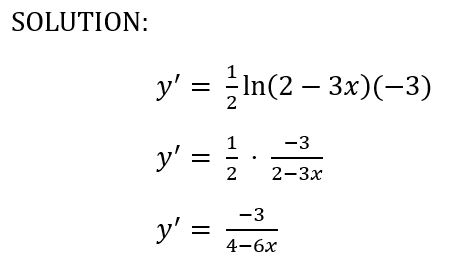 SOLUTION:
y′ = 1/2 ln(2 − 3x)(−3)
y′ = 1/2 · −3/2−3x
y′ = −3/4−6x